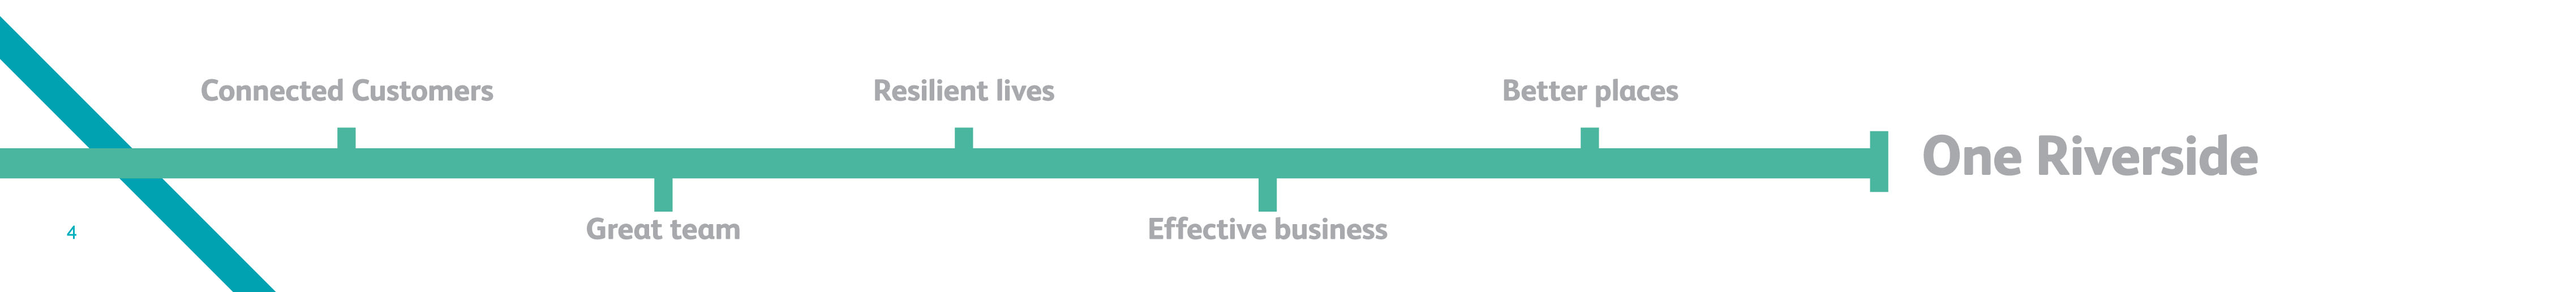 Connected Customers
Resilient lives
Better places
One Riverside
Great team
Effective business
4